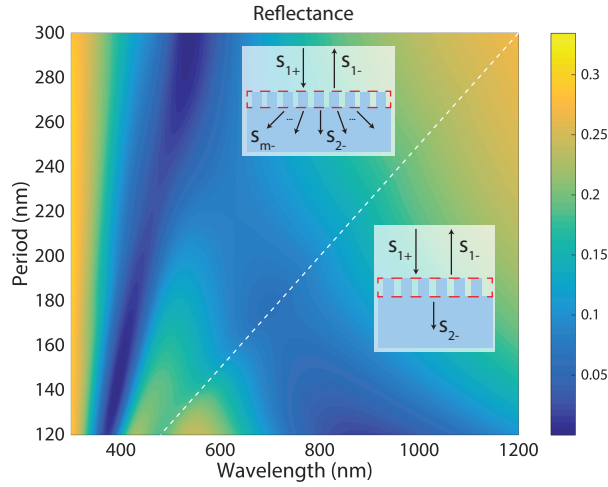 Reflectance
300
280
260
240
220
200
180
160
140
120
Period (nm)
400
600
800
1000
1200
Wavelength (nm)
S1+
S1-
...
...
Sm-
S2-
S1+
S1-
S2-
0.3
0.25
0.2
0.15
0.1
0.05